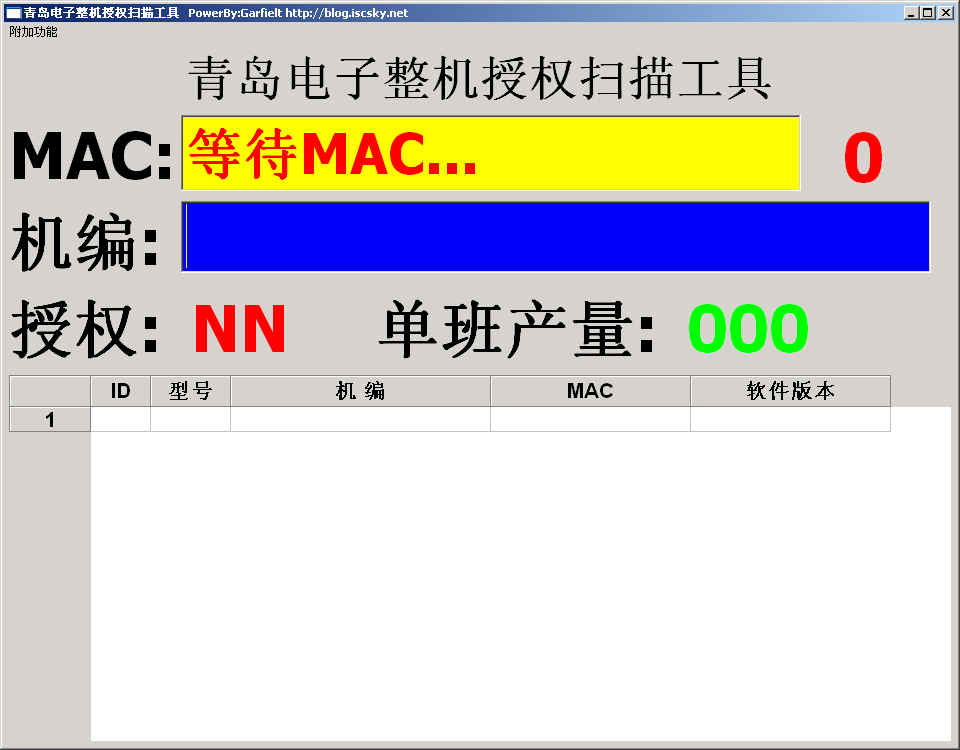 青岛电子整机授权扫描工具 PowerBy:Garfielt http://blog.iscsky.net
附加功能
青岛电子整机授权扫描工具
MAC: 等待MAC... 0
机编:
授权: NN 单班产量: 000
ID 型号 机 编 MAC 软件版本
1